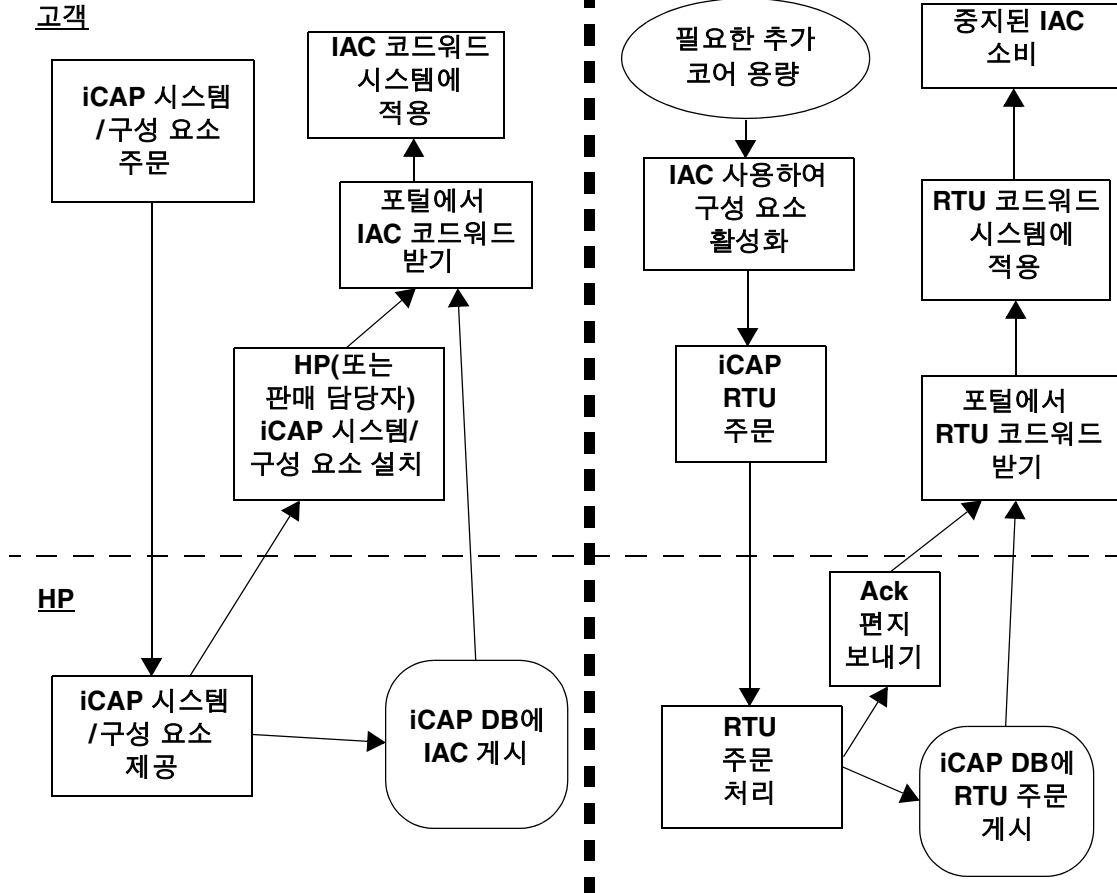 고객
iCAP 시스템
/구성 요소
주문
IAC 코드워드
시스템에
적용
포털에서
IAC 코드워드
받기
HP(또는
판매 담당자)
iCAP 시스템/
구성 요소 설치
HP
iCAP 시스템
/구성 요소
제공
iCAP DB에
IAC 게시
필요한 추가
코어 용량
IAC 사용하여
구성 요소
활성화
iCAP
RTU
주문
RTU
주문
처리
Ack
편지
보내기
iCAP DB에
RTU 주문
게시
포털에서
RTU 코드워드
받기
RTU 코드워드
시스템에
적용
중지된 IAC
소비